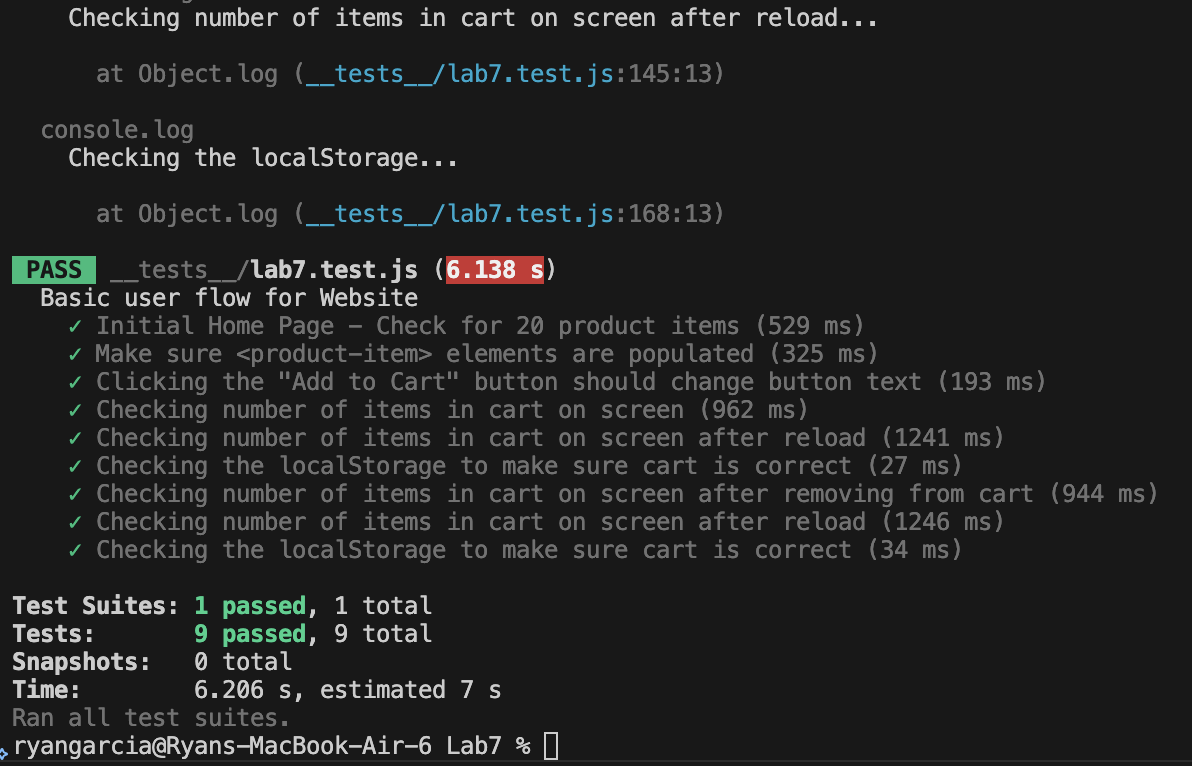 Checking number of items in cart on screen after reload...
at Object.log (__tests__/lab7.test.js:145:13)
console.log
Checking the localStorage...
at Object.log (__tests__/lab7.test.js:168:13)
PASS __tests__/lab7.test.js (6.138 s)
Basic user flow for Website
✓ Initial Home Page – Check for 20 product items (529 ms)
✓ Make sure <product-item> elements are populated (325 ms)
✓ Clicking the "Add to Cart" button should change button text (193 ms)
✓ Checking number of items in cart on screen (962 ms)
✓ Checking number of items in cart on screen after reload (1241 ms)
✓ Checking the localStorage to make sure cart is correct (27 ms)
✓ Checking number of items in cart on screen after removing from cart (944 ms)
✓ Checking number of items in cart on screen after reload (1246 ms)
✓ Checking the localStorage to make sure cart is correct (34 ms)
Test Suites: 1 passed, 1 total
Tests: 9 passed, 9 total
Snapshots: 0 total
Time: 6.206 s, estimated 7 s
Ran all test suites.
ryangarcia@Ryans-MacBook-Air-6 Lab7 %